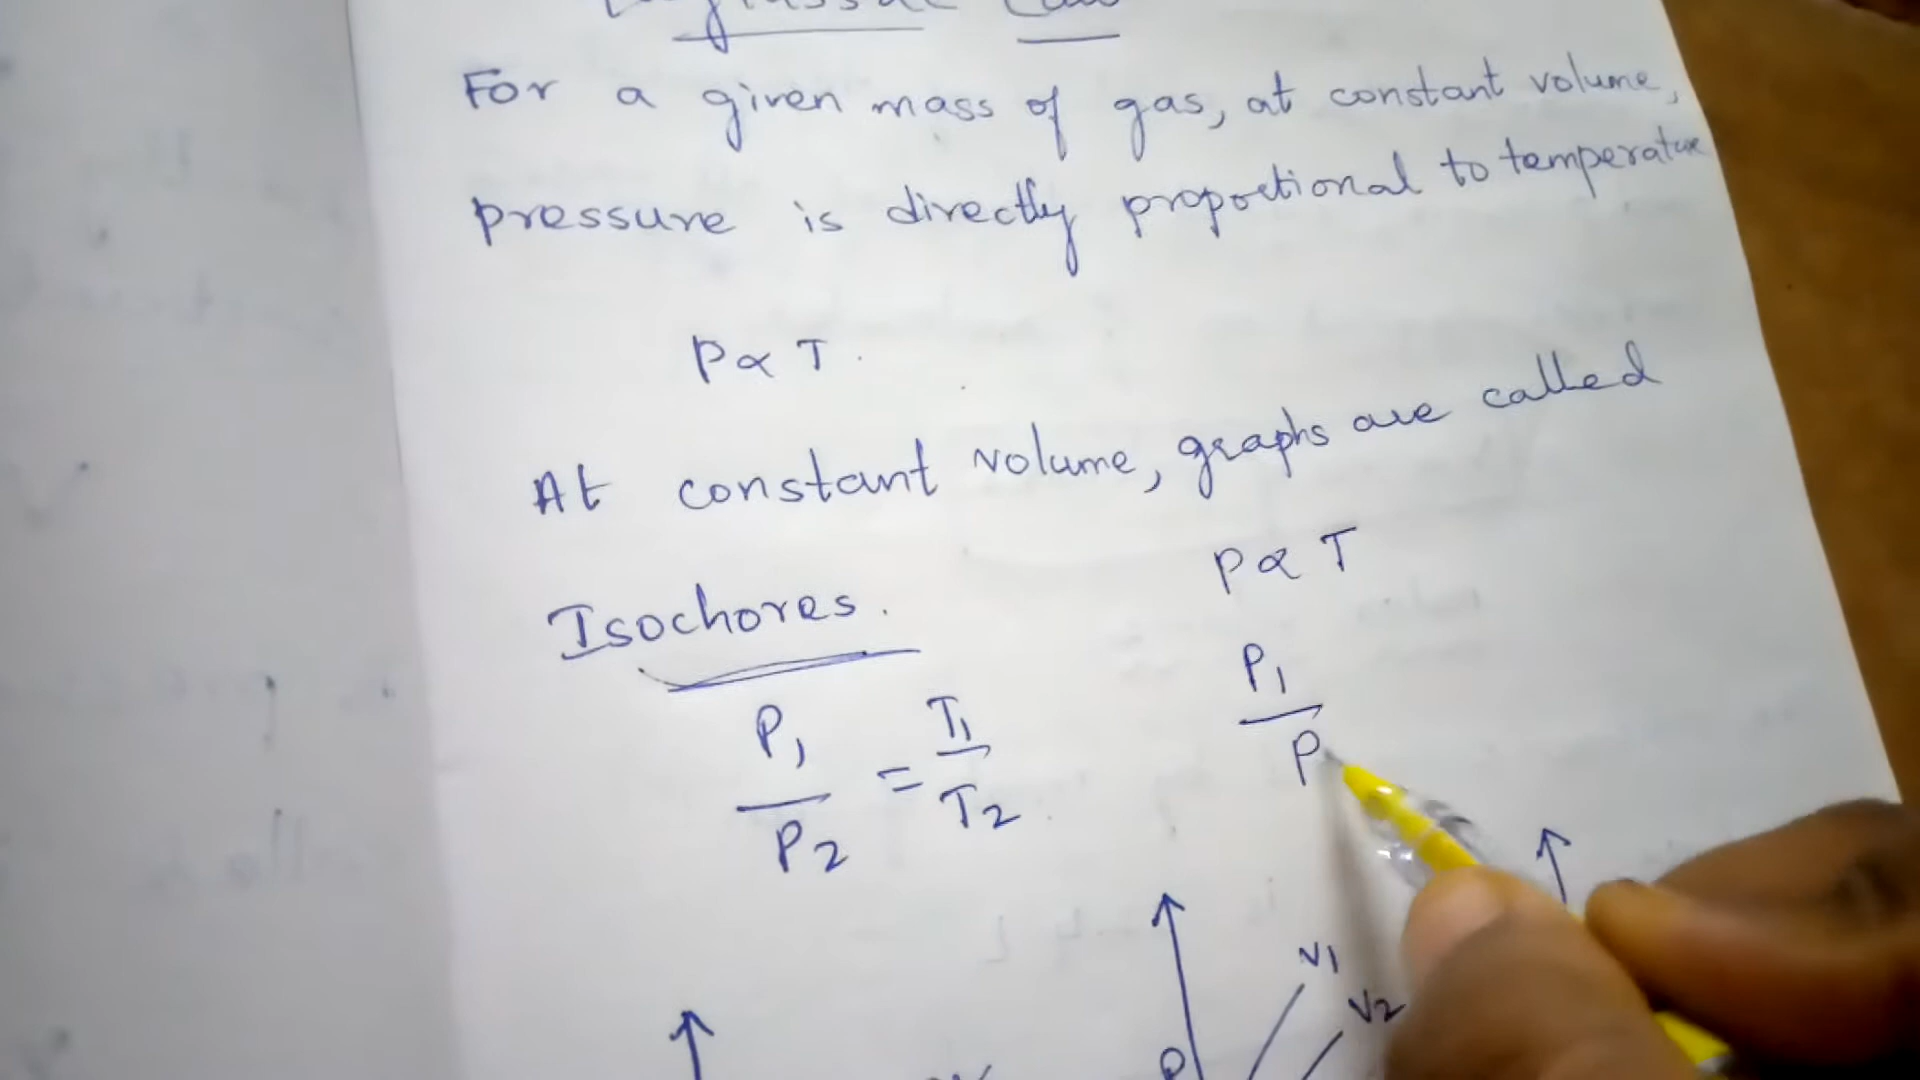 For a given mass of gas, at constant volume,
pressure is directly proportional to temperature
P ∝ T .
At constant volume, graphs are called
Isochores .
P ∝ T
P1
P
P1 / P2 = T1 / T2
V1
V2
P